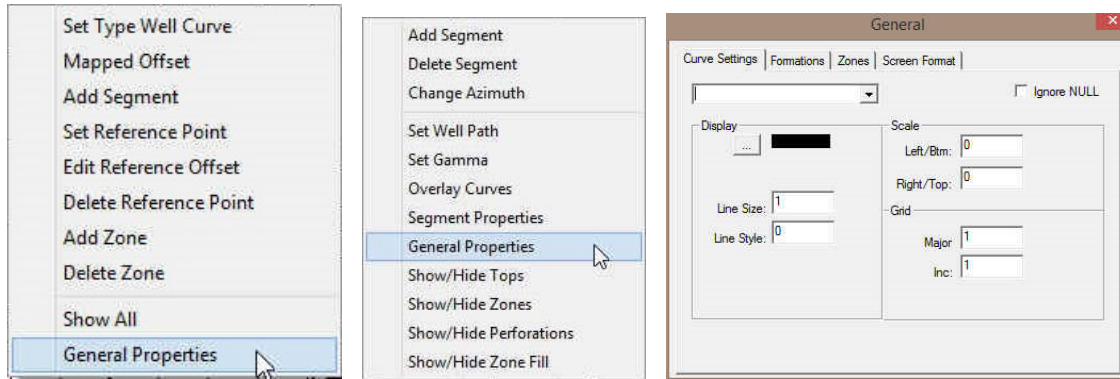 Set Type Well Curve
Mapped Offset
Add Segment
Set Reference Point
Edit Reference Offset
Delete Reference Point
Add Zone
Delete Zone
Show All
General Properties
Add Segment
Delete Segment
Change Azimuth
Set Well Path
Set Gamma
Overlay Curves
Segment Properties
General Properties
Show/Hide Tops
Show/Hide Zones
Show/Hide Perforations
Show/Hide Zone Fill
General
Curve Settings Formations Zones Screen Format
Ignore NULL
Display
...
Line Size: 1
Line Style: 0
Scale
Left/Btm: 0
Right/Top: 0
Grid
Major 1
Inc: 1